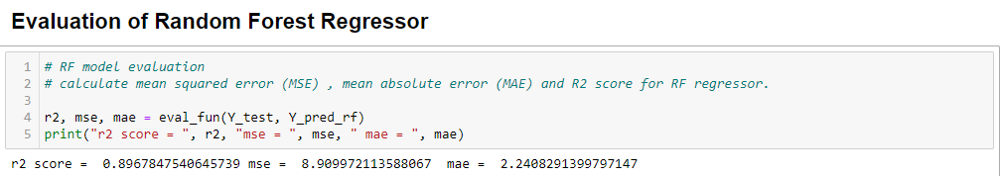 Evaluation of Random Forest Regressor
1 # RF model evaluation
2 # calculate mean squared error (MSE) , mean absolute error (MAE) and R2 score for RF regressor.
3
4 r2, mse, mae = eval_fun(Y_test, Y_pred_rf)
5 print("r2 score = ", r2, "mse = ", mse, " mae = ", mae)
r2 score =  0.8967847540645739 mse =  8.909972113588067  mae =  2.2408291399797147